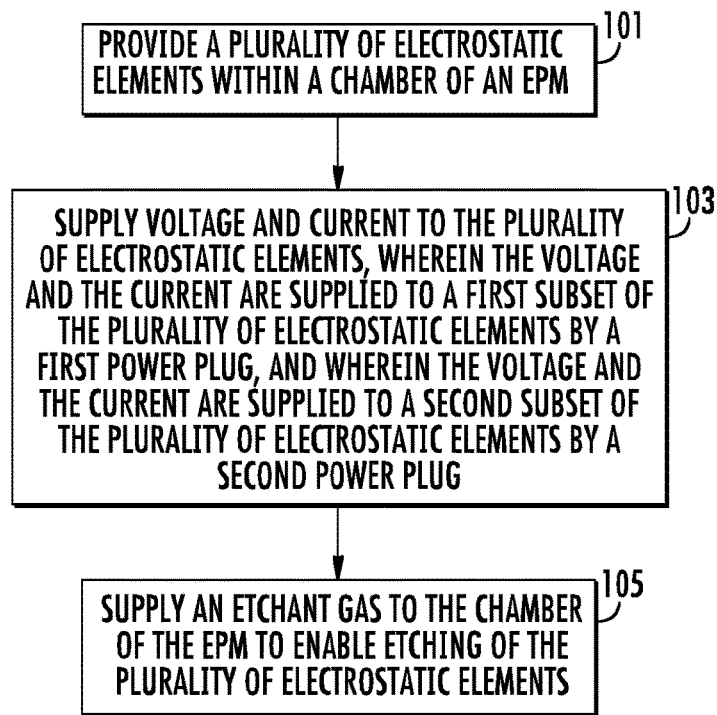 PROVIDE A PLURALITY OF ELECTROSTATIC
ELEMENTS WITHIN A CHAMBER OF AN EPM
101
SUPPLY VOLTAGE AND CURRENT TO THE PLURALITY
OF ELECTROSTATIC ELEMENTS, WHEREIN THE VOLTAGE
AND THE CURRENT ARE SUPPLIED TO A FIRST SUBSET OF
THE PLURALITY OF ELECTROSTATIC ELEMENTS BY A
FIRST POWER PLUG, AND WHEREIN THE VOLTAGE AND
THE CURRENT ARE SUPPLIED TO A SECOND SUBSET OF
THE PLURALITY OF ELECTROSTATIC ELEMENTS BY A
SECOND POWER PLUG
103
SUPPLY AN ETCHANT GAS TO THE CHAMBER
OF THE EPM TO ENABLE ETCHING OF THE
PLURALITY OF ELECTROSTATIC ELEMENTS
105